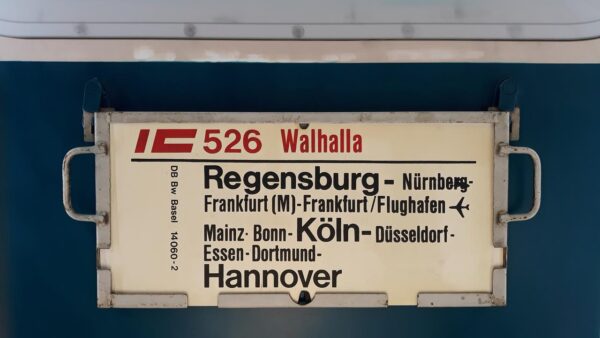 IC 526 Walhalla
Regensburg - Nürnberg-
Frankfurt (M)-Frankfurt/Flughafen ✈
Mainz- Bonn- Köln- Düsseldorf-
Essen-Dortmund-
Hannover
DB Bw Basel 14060-2